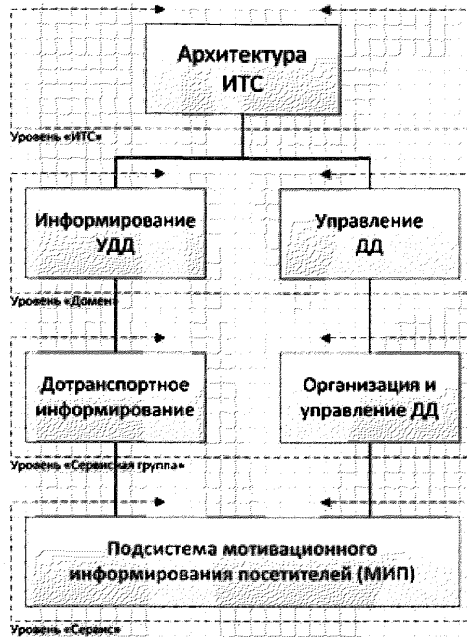 Архитектура
ИТС
Уровень «ИТС»
Информирование
УДД
Управление
ДД
Уровень «Домен»
Дотранспортное
информирование
Организация и
управление ДД
Уровень «Сервисная группа»
Подсистема мотивационного
информирования посетителей (МИП)
Уровень «Сервис»